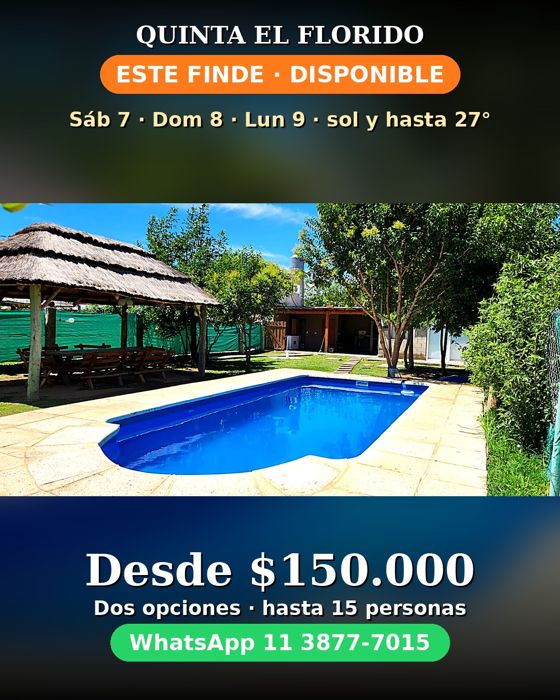 QUINTA EL FLORIDO
ESTE FINDE · DISPONIBLE
Sáb 7 · Dom 8 · Lun 9 · sol y hasta 27°
Desde $150.000
Dos opciones · hasta 15 personas
WhatsApp 11 3877-7015